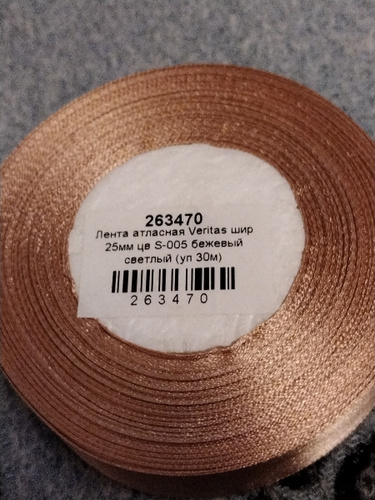 263470
Лента атласная Veritas шир
25мм цв S-005 бежевый
светлый (уп 30м)
263470